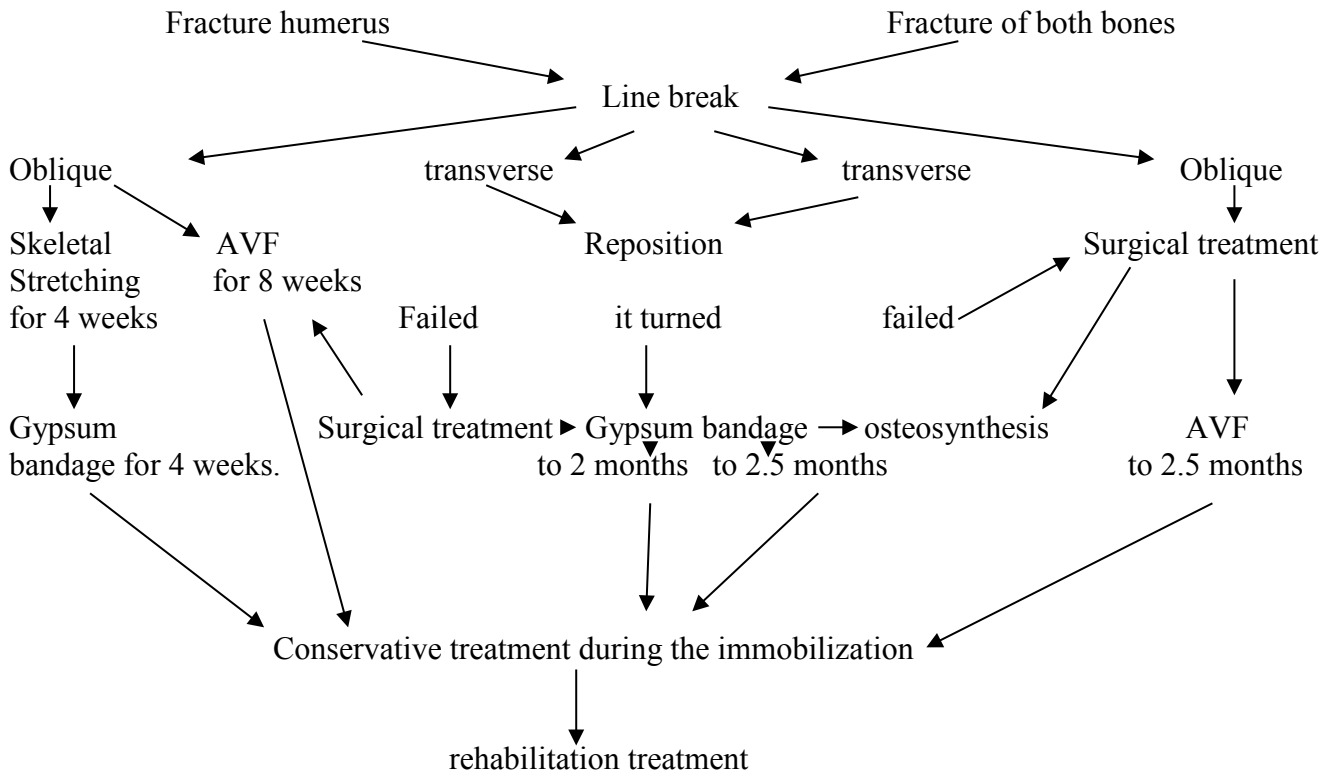 Fracture humerus
Fracture of both bones
Line break
Oblique
transverse
transverse
Oblique
Skeletal
Stretching
for 4 weeks
AVF
for 8 weeks
Reposition
Surgical treatment
Failed
it turned
failed
Gypsum
bandage for 4 weeks.
Surgical treatment
Gypsum bandage
to 2 months
to 2.5 months
osteosynthesis
AVF
to 2.5 months
Conservative treatment during the immobilization
rehabilitation treatment